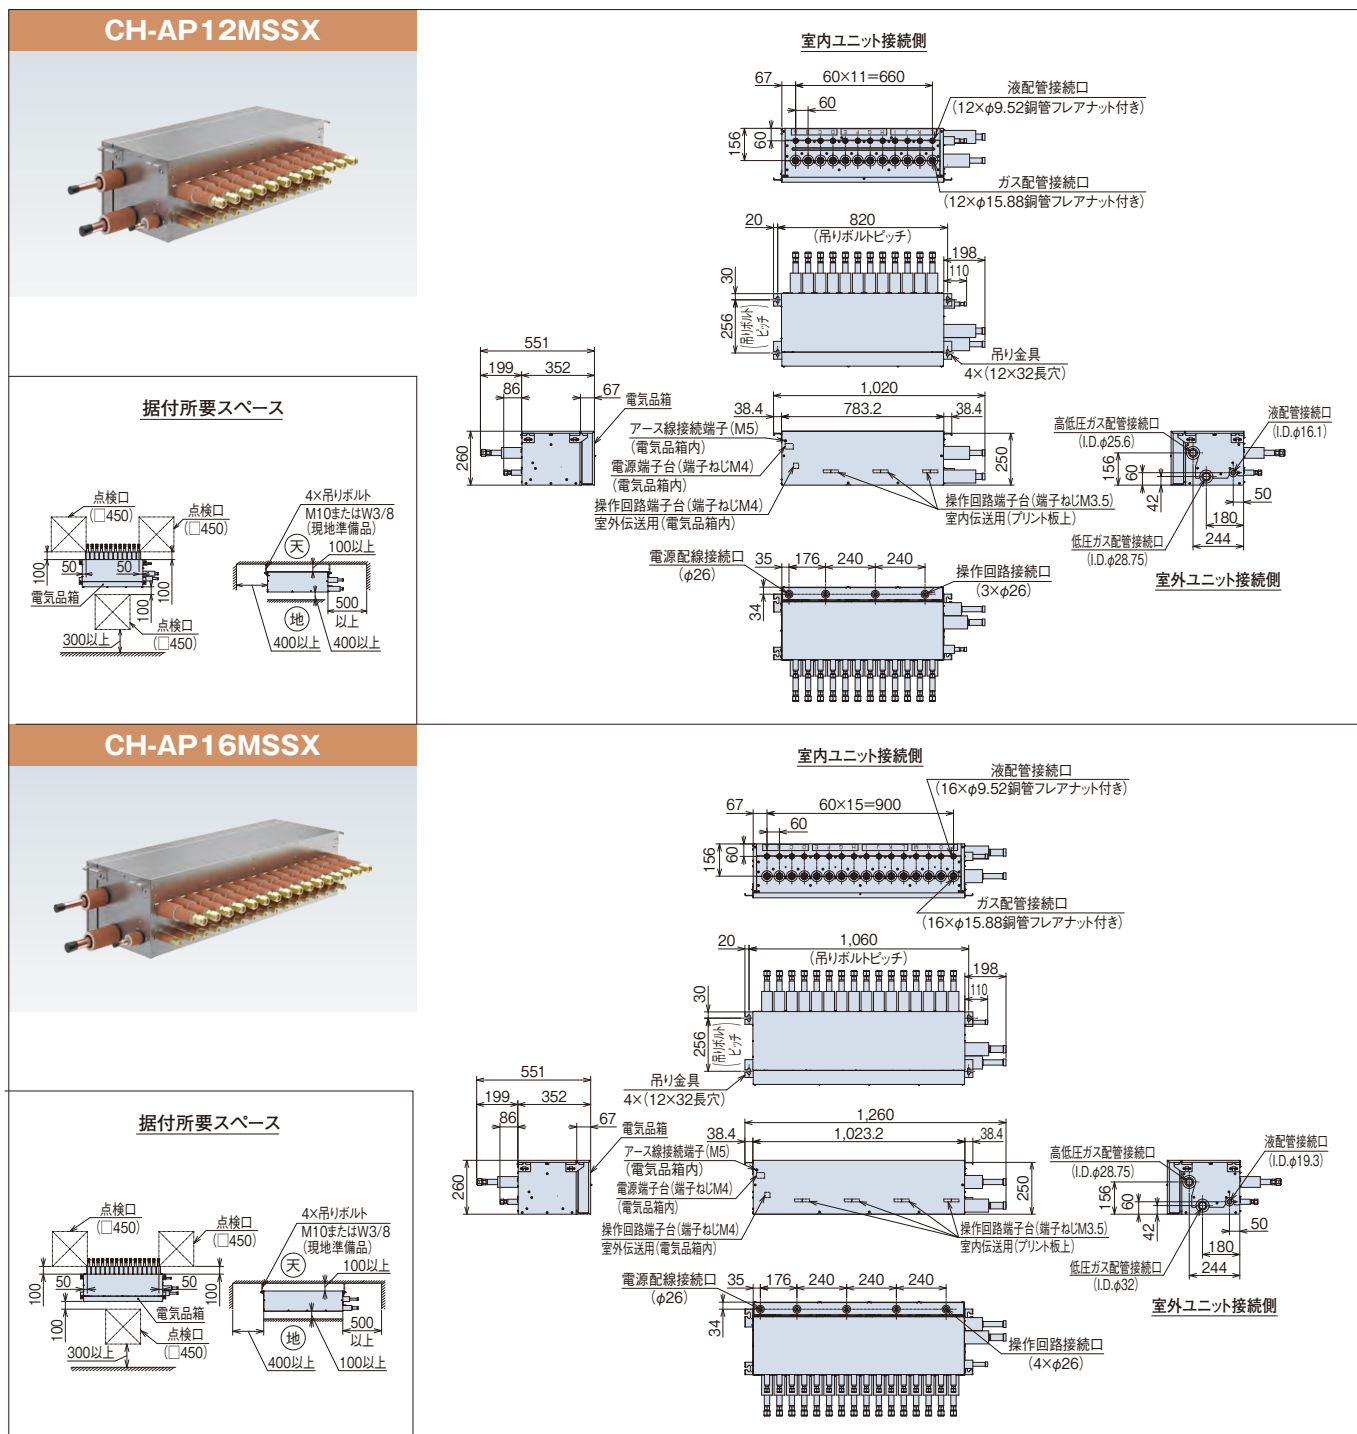 CH-AP12MSSX
室内ユニット接続側
67
60×11=660
60
液配管接続口
(12×φ9.52銅管フレアナット付き)
156
60
ガス配管接続口
(12×φ15.88銅管フレアナット付き)
20
820
(吊りボルトピッチ)
198
110
30
256
(吊りボルトピッチ)
吊り金具
4×(12×32長穴)
551
199
352
86
67
電気品箱
260
1,020
38.4
783.2
38.4
アース線接続端子(M5)
(電気品箱内)
電源端子台(端子ねじM4)
(電気品箱内)
操作回路端子台(端子ねじM4)
室外伝送用(電気品箱内)
250
操作回路端子台(端子ねじM3.5)
室内伝送用(プリント板上)
高低圧ガス配管接続口
(I.D.φ25.6)
液配管接続口
(I.D.φ16.1)
156
60
42
50
180
244
低圧ガス配管接続口
(I.D.φ28.75)
室外ユニット接続側
電源配線接続口
(φ26)
35
176
240
240
操作回路接続口
(3×φ26)
34
据付所要スペース
点検口
(□450)
点検口
(□450)
100
50
50
100
100
電気品箱
点検口
(□450)
300以上
4×吊りボルト
M10またはW3/8
(現地準備品)
天
100以上
地
500
以上
400以上
400以上
CH-AP16MSSX
室内ユニット接続側
液配管接続口
(16×φ9.52銅管フレアナット付き)
67
60×15=900
60
156
60
ガス配管接続口
(16×φ15.88銅管フレアナット付き)
20
1,060
(吊りボルトピッチ)
198
110
30
256
(吊りボルトピッチ)
吊り金具
4×(12×32長穴)
551
199
352
86
67
電気品箱
260
1,260
38.4
1,023.2
38.4
アース線接続端子(M5)
(電気品箱内)
電源端子台(端子ねじM4)
(電気品箱内)
操作回路端子台(端子ねじM4)
室外伝送用(電気品箱内)
250
操作回路端子台(端子ねじM3.5)
室内伝送用(プリント板上)
高低圧ガス配管接続口
(I.D.φ28.75)
液配管接続口
(I.D.φ19.3)
156
60
42
50
180
244
低圧ガス配管接続口
(I.D.φ32)
室外ユニット接続側
電源配線接続口
(φ26)
35
176
240
240
240
34
操作回路接続口
(4×φ26)
据付所要スペース
点検口
(□450)
点検口
(□450)
100
50
50
100
100
電気品箱
点検口
(□450)
300以上
4×吊りボルト
M10またはW3/8
(現地準備品)
天
100以上
地
500
以上
400以上
100以上